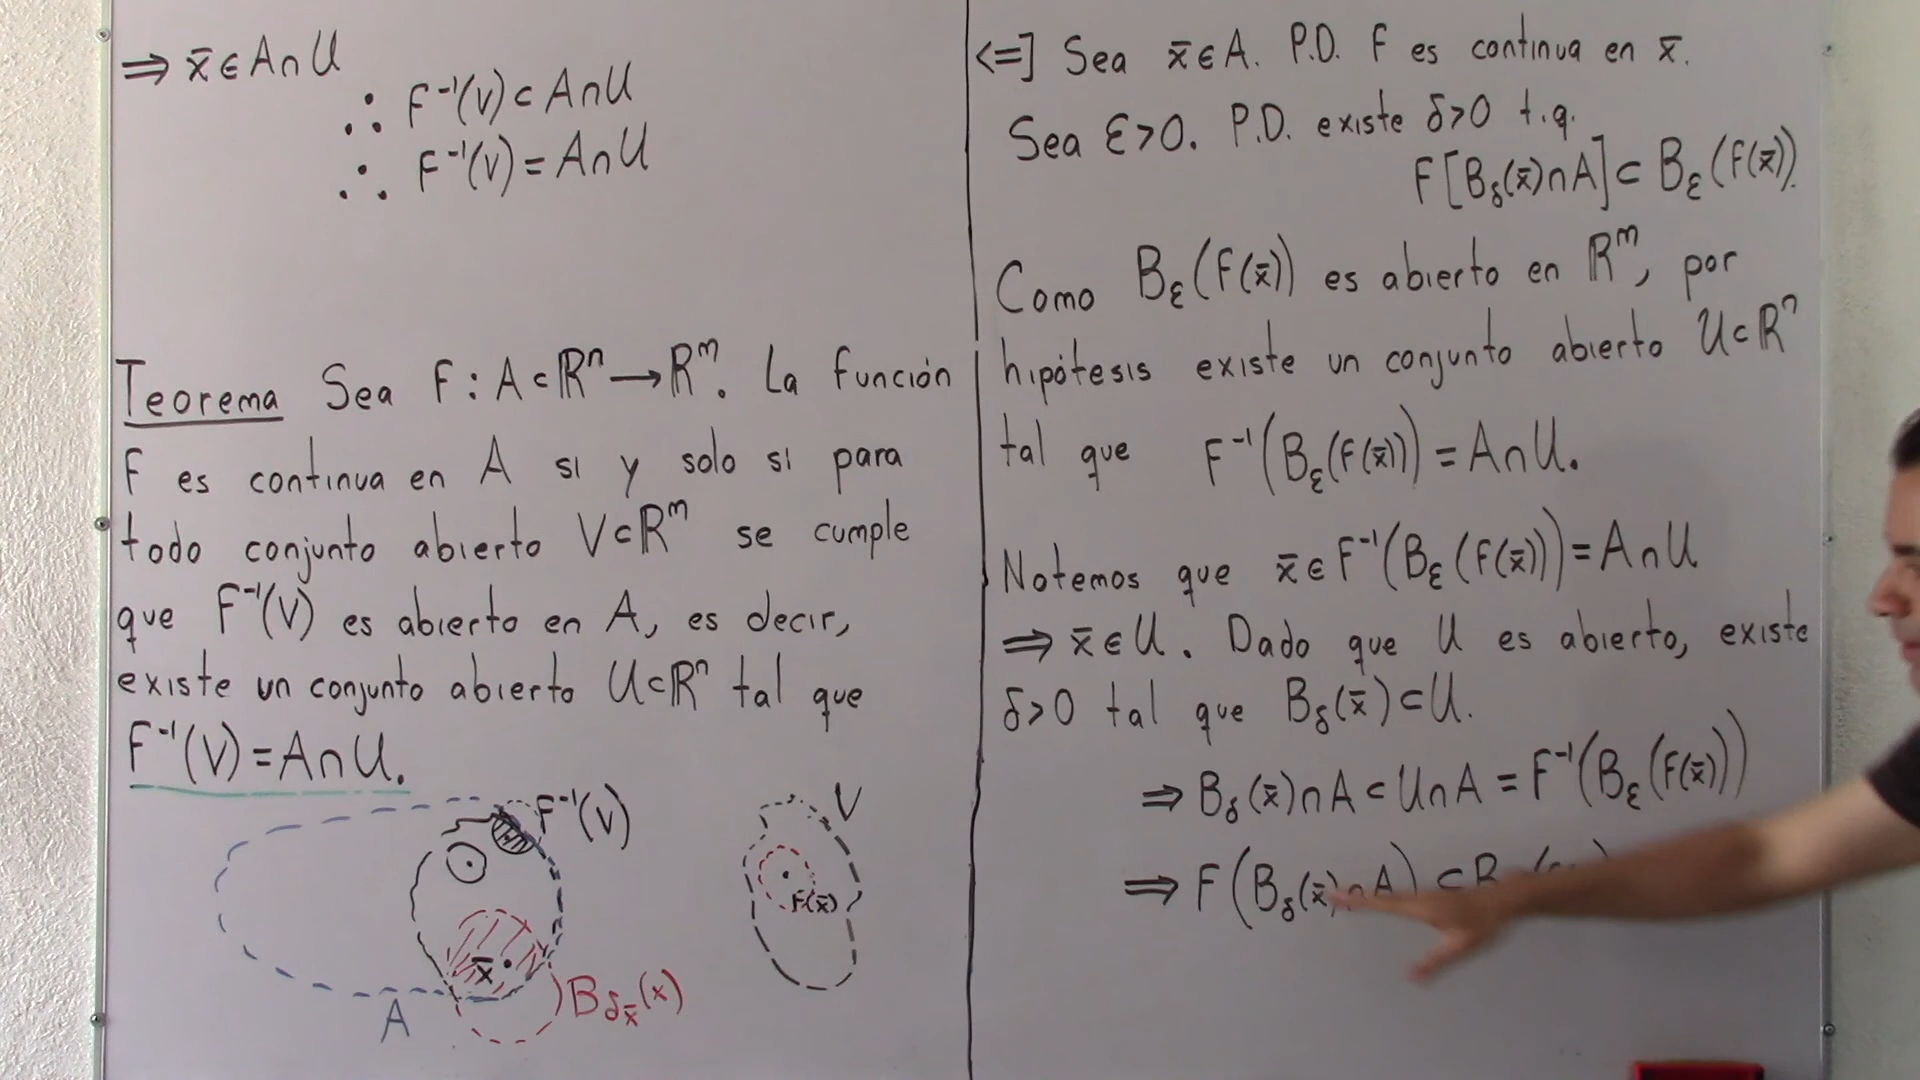 ⇒ x̄ ∈ A∩U
∴ F⁻¹(V) ⊂ A∩U
∴ F⁻¹(V) = A∩U
Teorema Sea F : A ⊂ ℝⁿ → ℝᵐ. La función
F es continua en A si y solo si para
todo conjunto abierto V⊂ℝᵐ se cumple
que F⁻¹(V) es abierto en A, es decir,
existe un conjunto abierto U⊂ℝⁿ tal que
F⁻¹(V) = A∩U.
F⁻¹(V)
V
F(x̄)
x̄
B_δx̄(x)
A
<=] Sea x̄ ∈ A. P.D. F es continua en x̄.
Sea ε>0. P.D. existe δ>0 t.q.
F[B_δ(x̄)∩A] ⊂ B_ε(F(x̄)).
Como B_ε(F(x̄)) es abierto en ℝᵐ, por
hipótesis existe un conjunto abierto U⊂ℝⁿ
tal que F⁻¹(B_ε(F(x̄))) = A∩U.
Notemos que x̄ ∈ F⁻¹(B_ε(F(x̄))) = A∩U
⇒ x̄ ∈ U. Dado que U es abierto, existe
δ>0 tal que B_δ(x̄) ⊂ U.
⇒ B_δ(x̄)∩A ⊂ U∩A = F⁻¹(B_ε(F(x̄)))
⇒ F(B_δ(x̄)∩A) ⊂ B